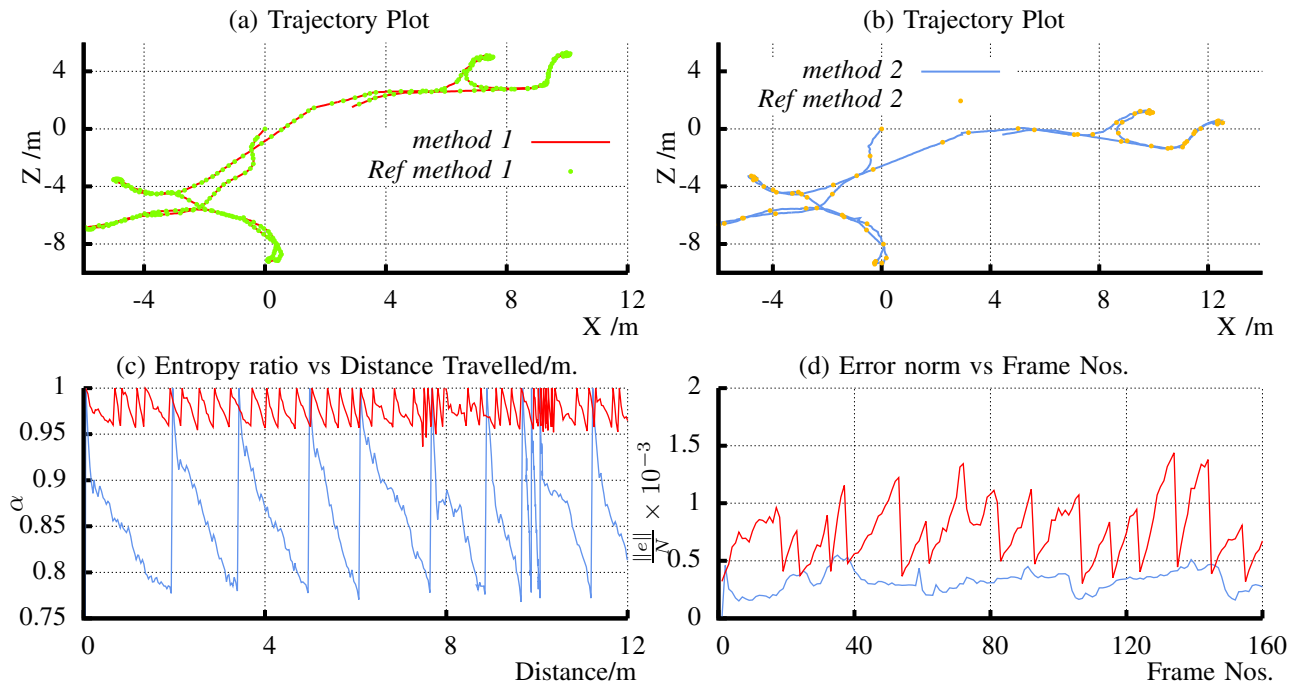 (a) Trajectory Plot
Z /m
4
0
-4
-8
method 1
Ref method 1
-4
0
4
8
12
X /m
(b) Trajectory Plot
Z /m
4
0
-4
-8
method 2
Ref method 2
-4
0
4
8
12
X /m
(c) Entropy ratio vs Distance Travelled/m.
α
1
0.95
0.9
0.85
0.8
0.75
0
4
8
12
Distance/m
(d) Error norm vs Frame Nos.
||e||/N × 10⁻³
2
1.5
1
0.5
0
0
40
80
120
160
Frame Nos.